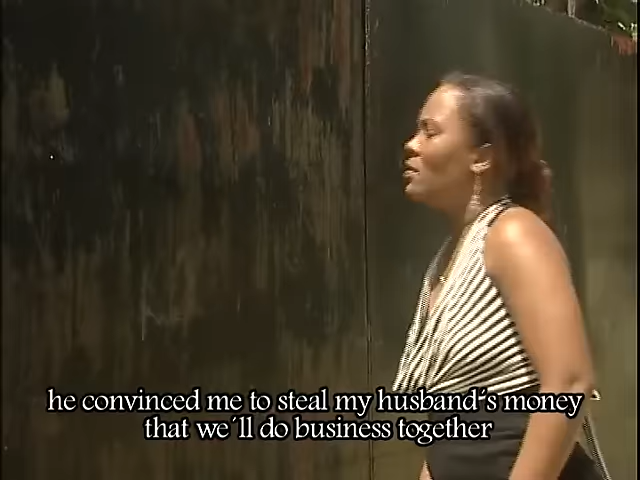 he convinced me to steal my husband´s money
that we´ll do business together